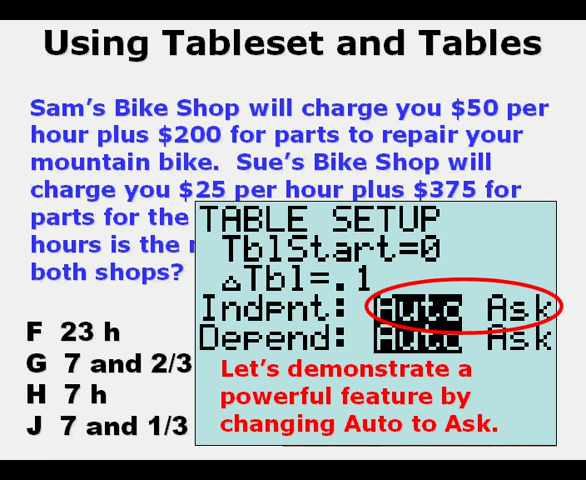 Using Tableset and Tables
Sam's Bike Shop will charge you $50 per
hour plus $200 for parts to repair your
mountain bike.  Sue's Bike Shop will
charge you $25 per hour plus $375 for
parts for the
hours is the
both shops?
TABLE SETUP
TblStart=0
△Tbl=.1
Indpnt: Auto Ask
Depend: Auto Ask
Let's demonstrate a
powerful feature by
changing Auto to Ask.
F 23 h
G 7 and 2/3
H 7 h
J 7 and 1/3